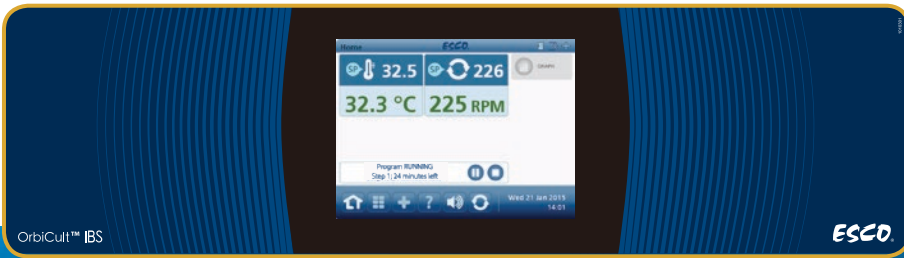 Home
ESCO
SP 32.5
SP 226
GRAPH
32.3 °C
225 RPM
Program RUNNING
Step 1; 24 minutes left
?
Wed 21 Jan 2015
14:01
OrbiCult™ IBS
ESCO.